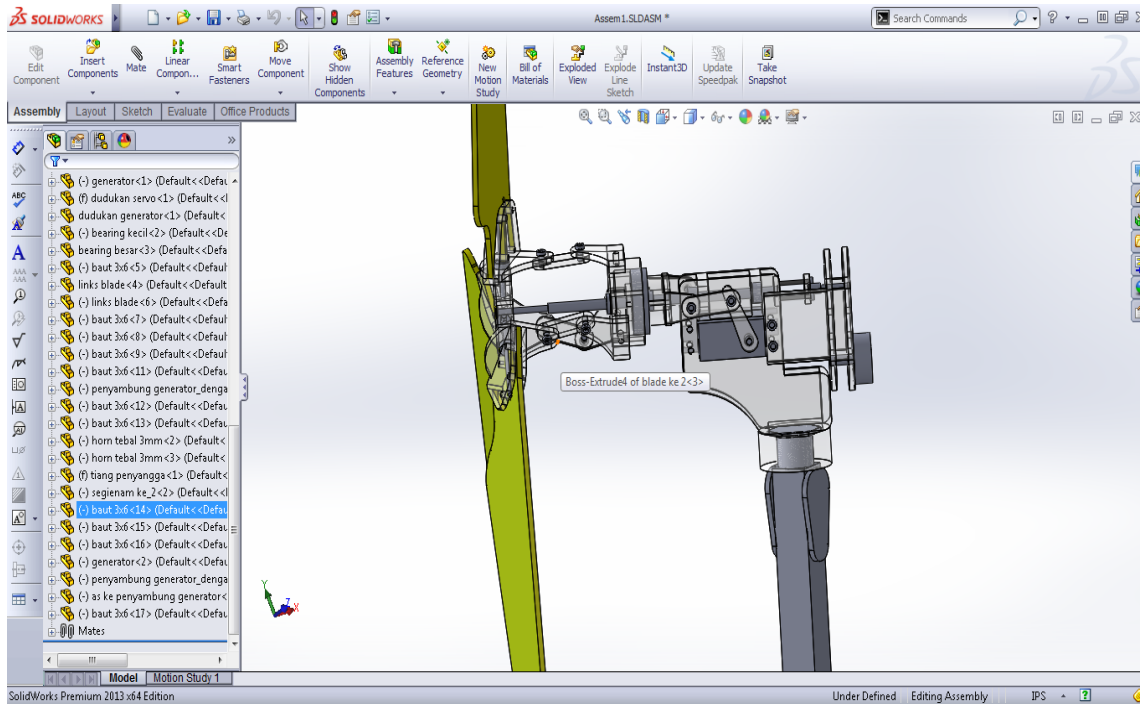 SOLIDWORKS
Assem1.SLDASM *
Search Commands
Edit Component
Insert Components
Mate
Linear Compon...
Smart Fasteners
Move Component
Show Hidden Components
Assembly Features
Reference Geometry
New Motion Study
Bill of Materials
Exploded View
Explode Line Sketch
Instant3D
Update Speedpak
Take Snapshot
Assembly
Layout
Sketch
Evaluate
Office Products
(-) generator<1> (Default<<Defau
(f) dudukan servo<1> (Default<<I
dudukan generator<1> (Default<
(-) bearing kecil<2> (Default<<De
bearing besar<3> (Default<<Defa
(-) baut 3x6<5> (Default<<Default
links blade<4> (Default<<Default
(-) links blade<6> (Default<<Defa
(-) baut 3x6<7> (Default<<Default
(-) baut 3x6<8> (Default<<Default
(-) baut 3x6<9> (Default<<Default
(-) baut 3x6<11> (Default<<Defau
(-) penyambung generator_denga
(-) baut 3x6<12> (Default<<Defau
(-) baut 3x6<13> (Default<<Defau
(-) horn tebal 3mm<2> (Default<
(-) horn tebal 3mm<3> (Default<
(f) tiang penyangga<1> (Default<
(-) segienam ke_2<2> (Default<<I
(-) baut 3x6<14> (Default<<Defau
(-) baut 3x6<15> (Default<<Defau
(-) baut 3x6<16> (Default<<Defau
(-) generator<2> (Default<<Defau
(-) penyambung generator_denga
(-) as ke penyambung generator<
(-) baut 3x6<17> (Default<<Defau
Mates
Boss-Extrude4 of blade ke 2<3>
Y
Z
X
Model
Motion Study 1
SolidWorks Premium 2013 x64 Edition
Under Defined
Editing Assembly
IPS